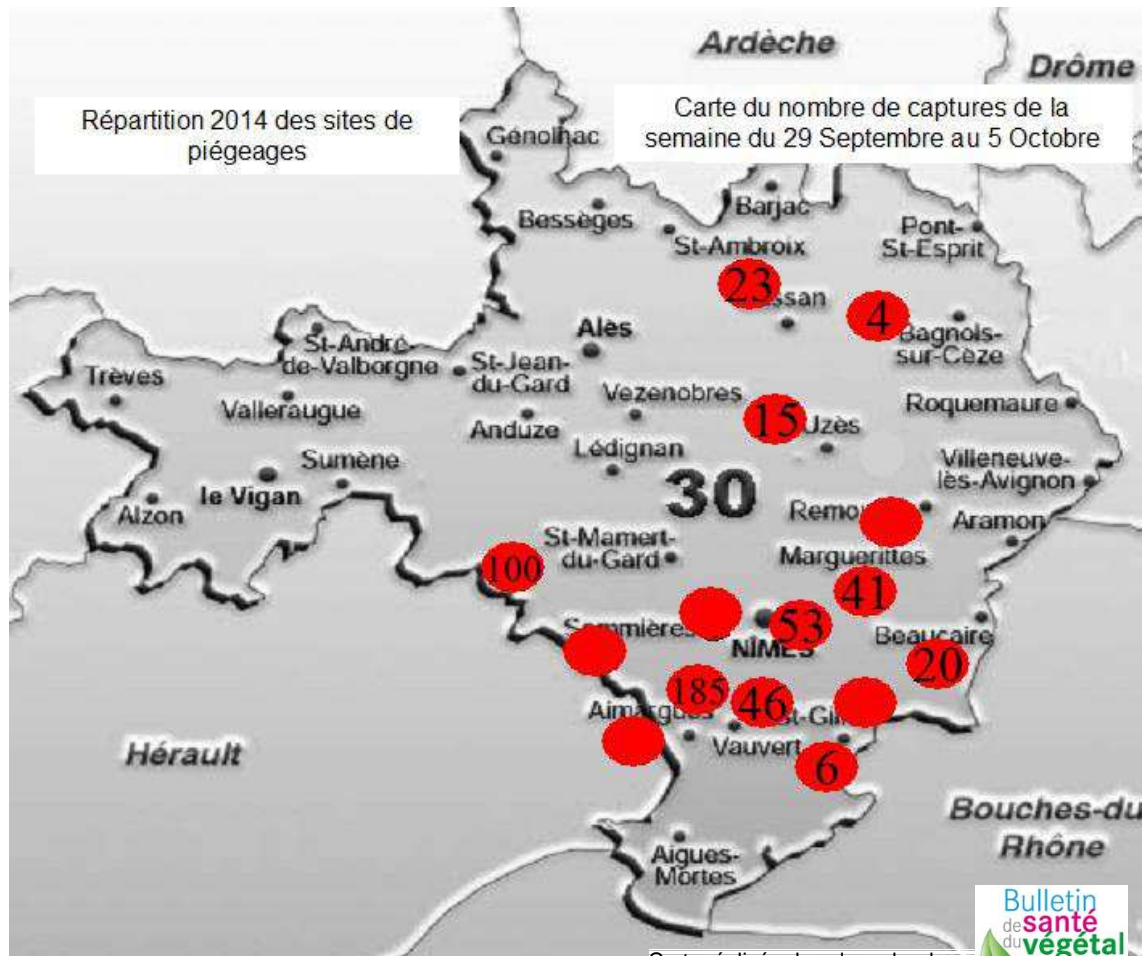 Ardèche
Drôme
Répartition 2014 des sites de
piégeages
Carte du nombre de captures de la
semaine du 29 Septembre au 5 Octobre
Génolhac
Bessèges
Barjac
St-Ambroix
Pont-
St-Esprit
23
4
Bagnols-
sur-Cèze
Alès
St-André-
de-Valborgne
St-Jean-
du-Gard
Trèves
Valleraugue
Vezenobres
Anduze
15
Uzès
Roquemaure
Lédignan
Sumène
le Vigan
Alzon
30
Villeneuve-
lès-Avignon
Aramon
St-Mamert-
du-Gard
Marguerittes
100
41
Sommières
53
NÎMES
Beaucaire
20
185
46
Aimargues
Vauvert
6
Hérault
Bouches-du
Rhône
Aigues-
Mortes
Bulletin
de santé
du végétal